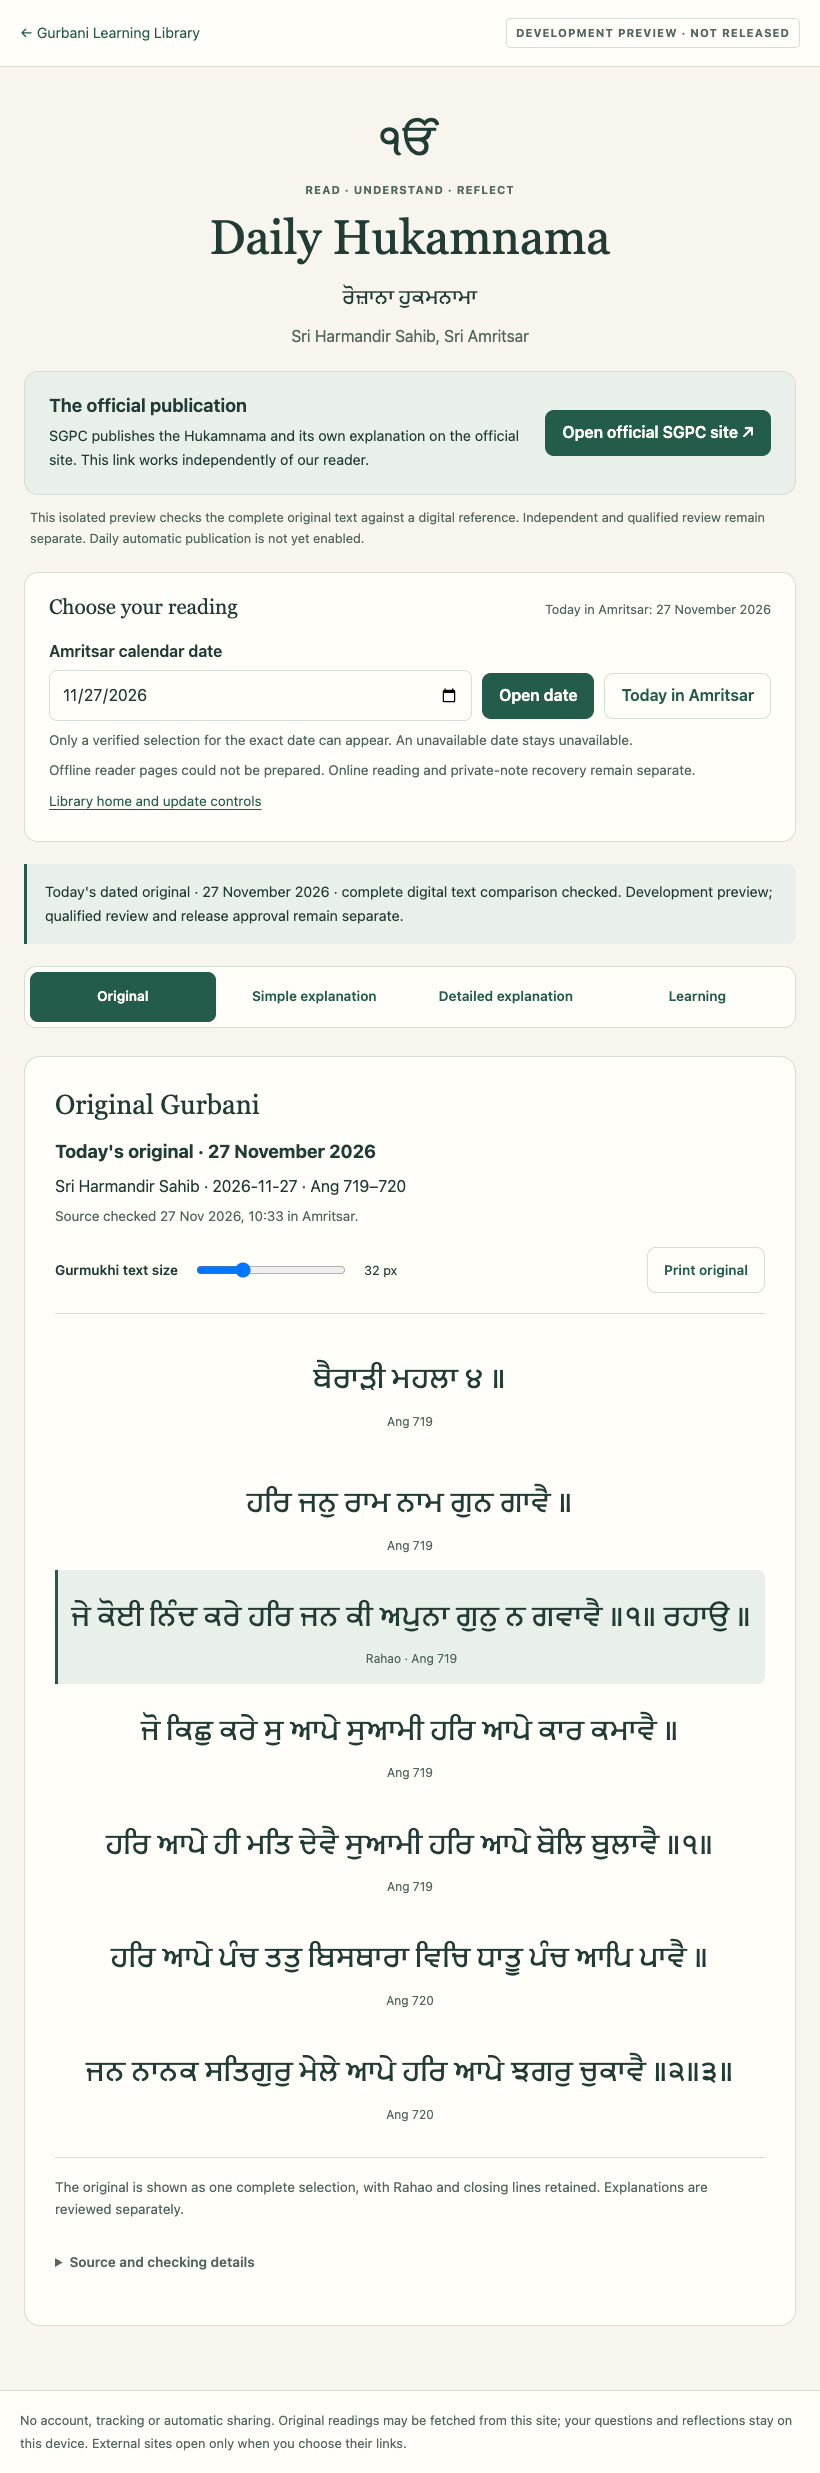 ← Gurbani Learning Library
DEVELOPMENT PREVIEW · NOT RELEASED
ੴ
READ · UNDERSTAND · REFLECT
Daily Hukamnama
ਰੋਜ਼ਾਨਾ ਹੁਕਮਨਾਮਾ
Sri Harmandir Sahib, Sri Amritsar
The official publication
SGPC publishes the Hukamnama and its own explanation on the official
site. This link works independently of our reader.
Open official SGPC site ↗
This isolated preview checks the complete original text against a digital reference. Independent and qualified review remain
separate. Daily automatic publication is not yet enabled.
Choose your reading
Today in Amritsar: 27 November 2026
Amritsar calendar date
11/27/2026
Open date
Today in Amritsar
Only a verified selection for the exact date can appear. An unavailable date stays unavailable.
Offline reader pages could not be prepared. Online reading and private-note recovery remain separate.
Library home and update controls
Today's dated original · 27 November 2026 · complete digital text comparison checked. Development preview;
qualified review and release approval remain separate.
Original
Simple explanation
Detailed explanation
Learning
Original Gurbani
Today's original · 27 November 2026
Sri Harmandir Sahib · 2026-11-27 · Ang 719–720
Source checked 27 Nov 2026, 10:33 in Amritsar.
Gurmukhi text size
32 px
Print original
ਬੈਰਾੜੀ ਮਹਲਾ ੪ ॥
Ang 719
ਹਰਿ ਜਨੁ ਰਾਮ ਨਾਮ ਗੁਨ ਗਾਵੈ ॥
Ang 719
ਜੇ ਕੋਈ ਨਿੰਦ ਕਰੇ ਹਰਿ ਜਨ ਕੀ ਅਪੁਨਾ ਗੁਨੁ ਨ ਗਵਾਵੈ ॥੧॥ ਰਹਾਉ ॥
Rahao · Ang 719
ਜੋ ਕਿਛੁ ਕਰੇ ਸੁ ਆਪੇ ਸੁਆਮੀ ਹਰਿ ਆਪੇ ਕਾਰ ਕਮਾਵੈ ॥
Ang 719
ਹਰਿ ਆਪੇ ਹੀ ਮਤਿ ਦੇਵੈ ਸੁਆਮੀ ਹਰਿ ਆਪੇ ਬੋਲਿ ਬੁਲਾਵੈ ॥੧॥
Ang 719
ਹਰਿ ਆਪੇ ਪੰਚ ਤਤੁ ਬਿਸਥਾਰਾ ਵਿਚਿ ਧਾਤੂ ਪੰਚ ਆਪਿ ਪਾਵੈ ॥
Ang 720
ਜਨ ਨਾਨਕ ਸਤਿਗੁਰੁ ਮੇਲੇ ਆਪੇ ਹਰਿ ਆਪੇ ਝਗਰੁ ਚੁਕਾਵੈ ॥੨॥੩॥
Ang 720
The original is shown as one complete selection, with Rahao and closing lines retained. Explanations are
reviewed separately.
▶ Source and checking details
No account, tracking or automatic sharing. Original readings may be fetched from this site; your questions and reflections stay on
this device. External sites open only when you choose their links.